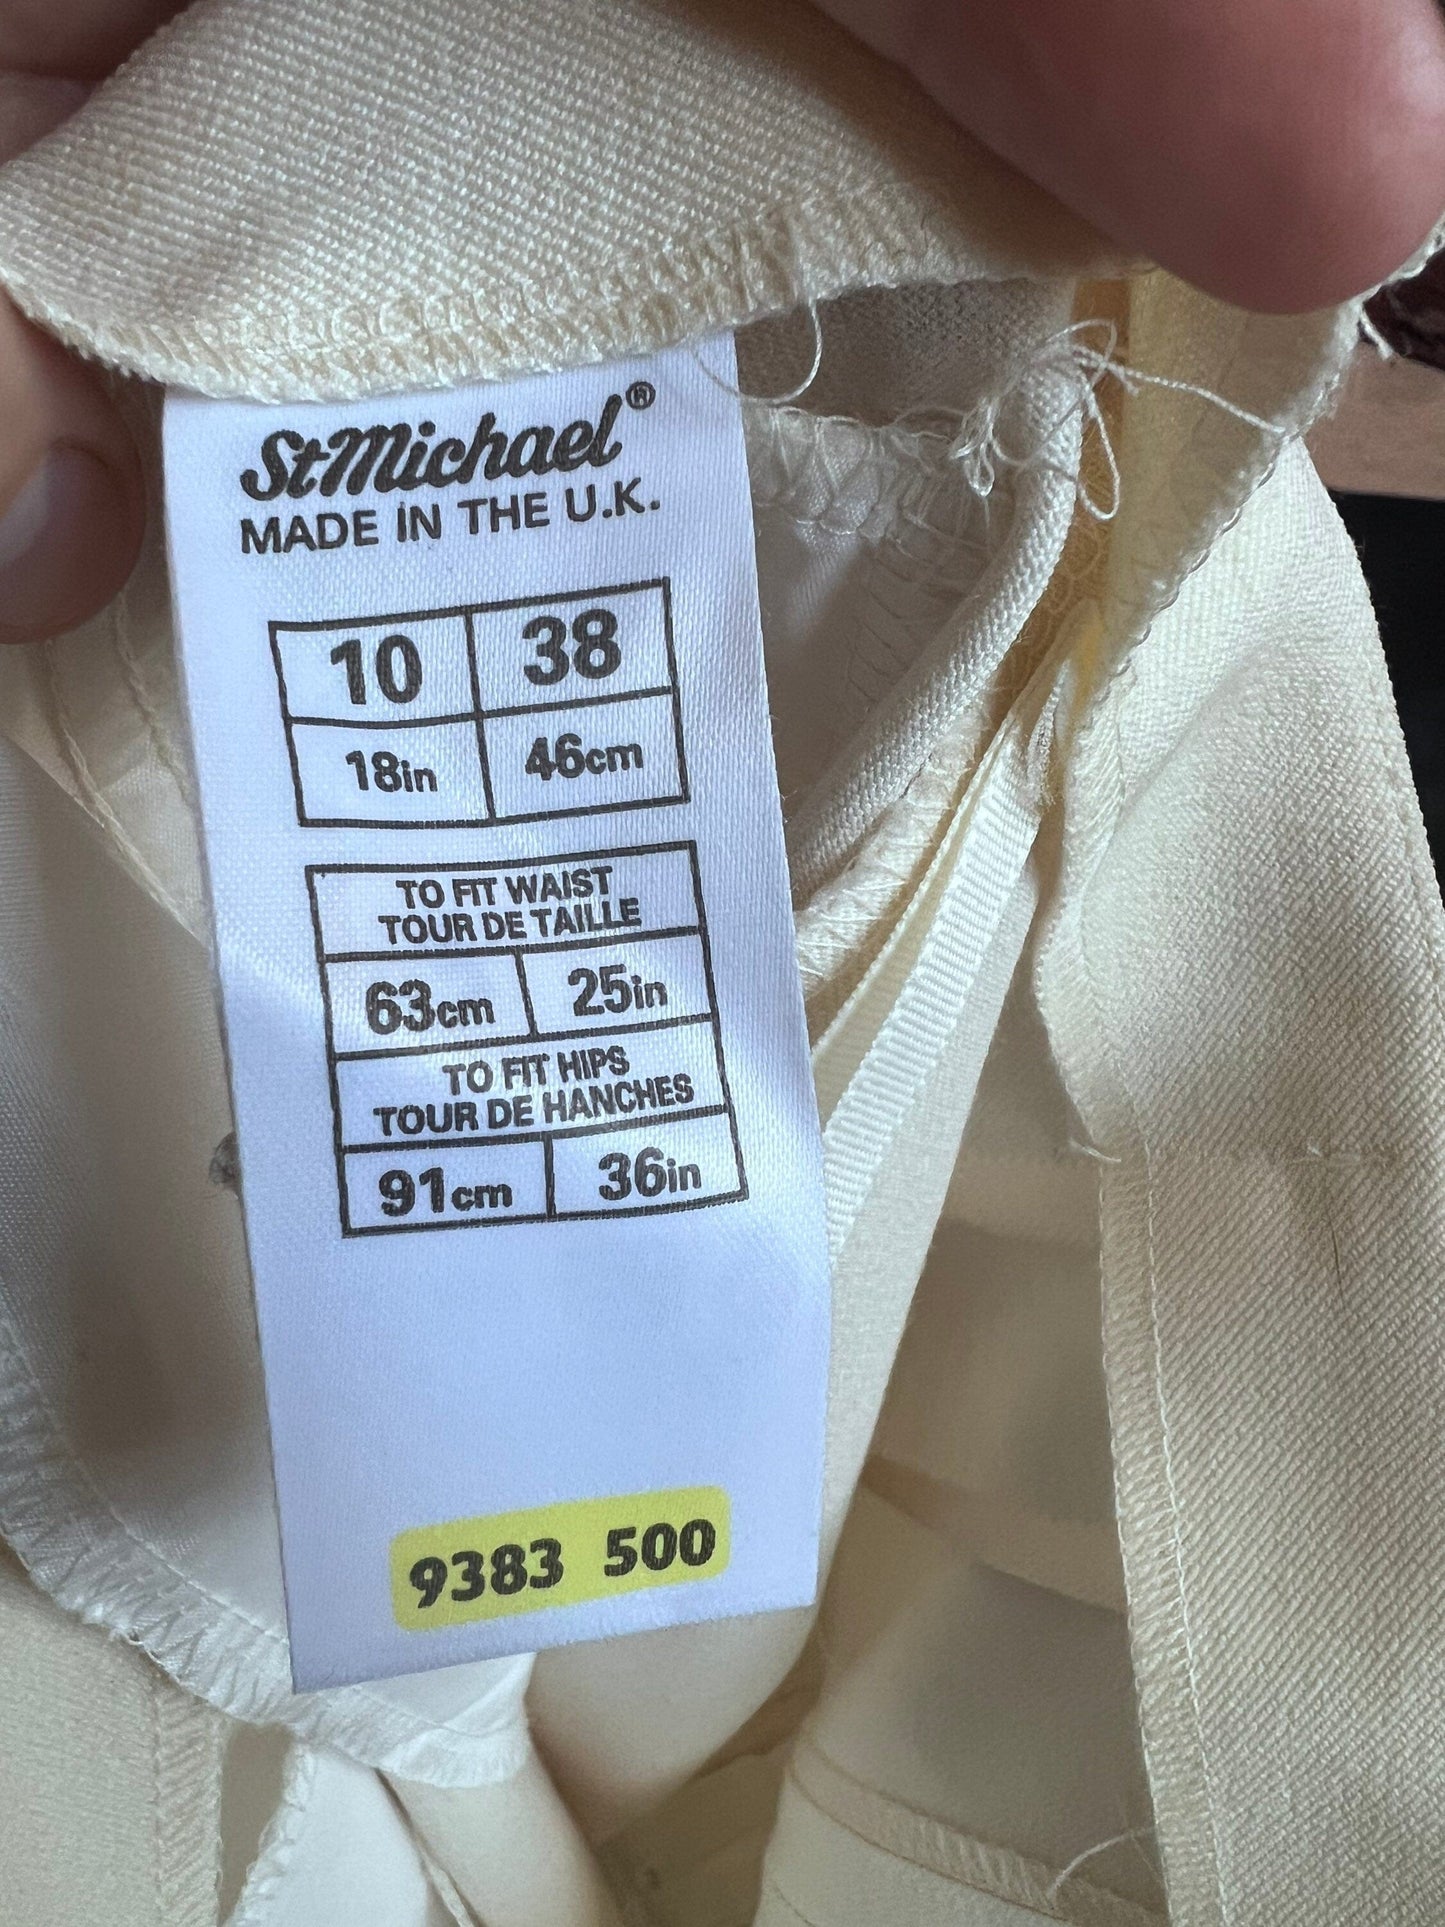 StMichael®
MADE IN THE U.K.
10 38
18in 46cm
TO FIT WAIST
TOUR DE TAILLE
63cm 25in
TO FIT HIPS
TOUR DE HANCHES
91cm 36in
9383 500